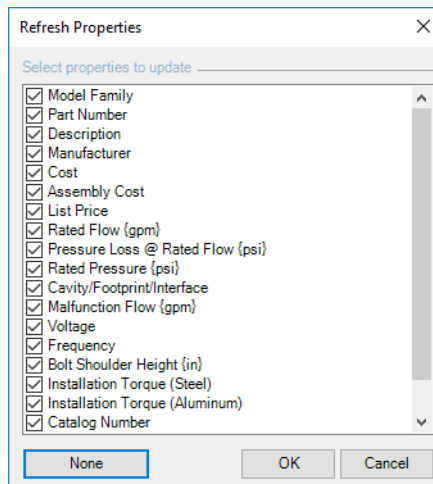 Refresh Properties
Select properties to update
Model Family
Part Number
Description
Manufacturer
Cost
Assembly Cost
List Price
Rated Flow {gpm}
Pressure Loss @ Rated Flow {psi}
Rated Pressure {psi}
Cavity/Footprint/Interface
Malfunction Flow {gpm}
Voltage
Frequency
Bolt Shoulder Height {in}
Installation Torque (Steel)
Installation Torque (Aluminum)
Catalog Number
None OK Cancel